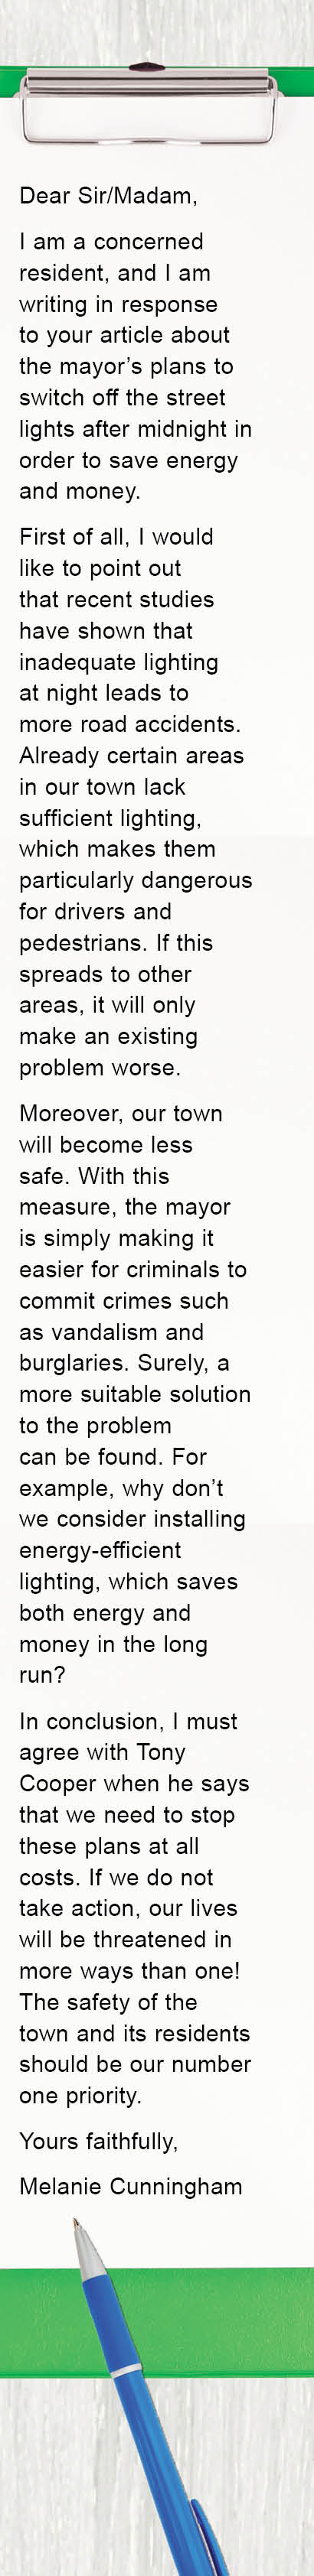 Dear Sir/Madam,
I am a concerned
resident, and I am
writing in response
to your article about
the mayor’s plans to
switch off the street
lights after midnight in
order to save energy
and money.
First of all, I would
like to point out
that recent studies
have shown that
inadequate lighting
at night leads to
more road accidents.
Already certain areas
in our town lack
sufficient lighting,
which makes them
particularly dangerous
for drivers and
pedestrians. If this
spreads to other
areas, it will only
make an existing
problem worse.
Moreover, our town
will become less
safe. With this
measure, the mayor
is simply making it
easier for criminals to
commit crimes such
as vandalism and
burglaries. Surely, a
more suitable solution
to the problem
can be found. For
example, why don’t
we consider installing
energy-efficient
lighting, which saves
both energy and
money in the long
run?
In conclusion, I must
agree with Tony
Cooper when he says
that we need to stop
these plans at all
costs. If we do not
take action, our lives
will be threatened in
more ways than one!
The safety of the
town and its residents
should be our number
one priority.
Yours faithfully,
Melanie Cunningham